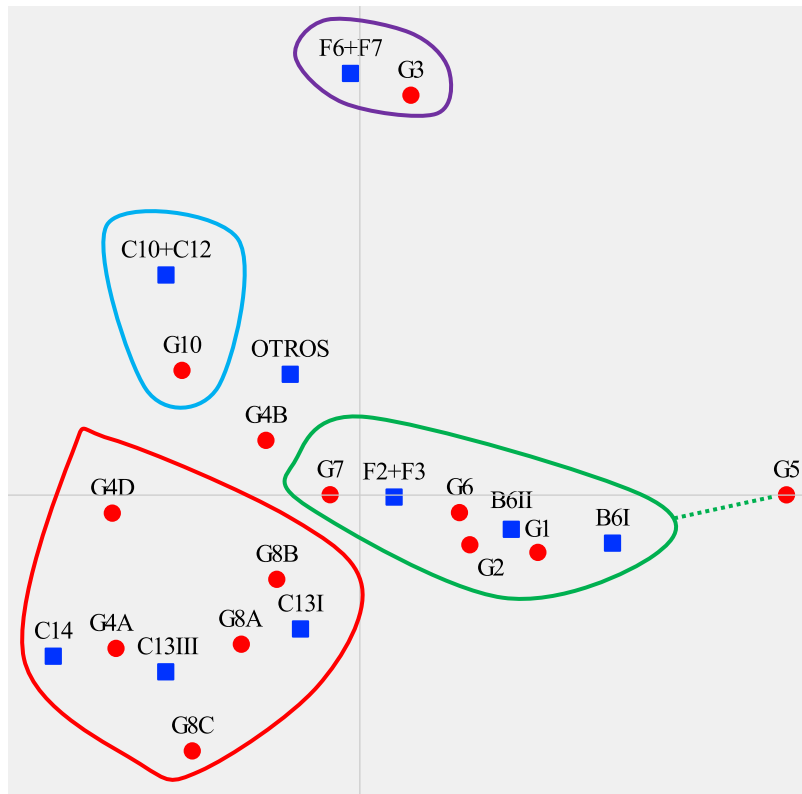 F6+F7
G3
C10+C12
G10
OTROS
G4B
G7
F2+F3
G6
B6II
G1
G2
B6I
G5
G4D
G8B
C13I
C14
G4A
C13III
G8A
G8C